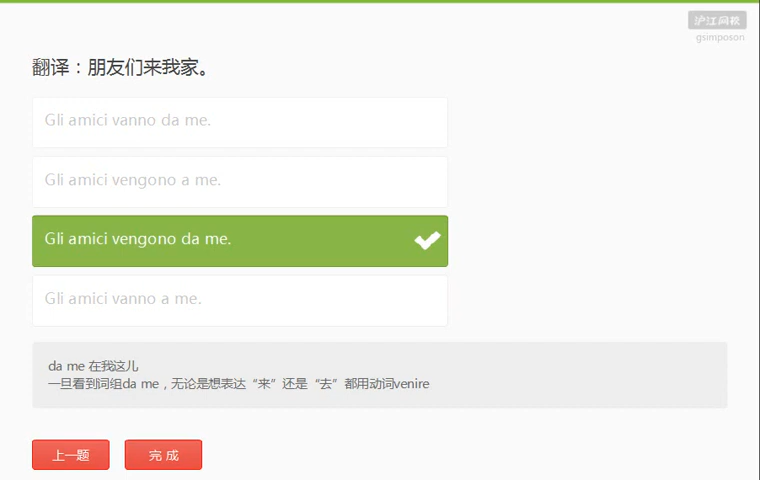 沪江网校
gsimposon
翻译：朋友们来我家。
Gli amici vanno da me.
Gli amici vengono a me.
Gli amici vengono da me.
Gli amici vanno a me.
da me 在我这儿
一旦看到词组da me，无论是想表达“来”还是“去”都用动词venire
上一题
完 成